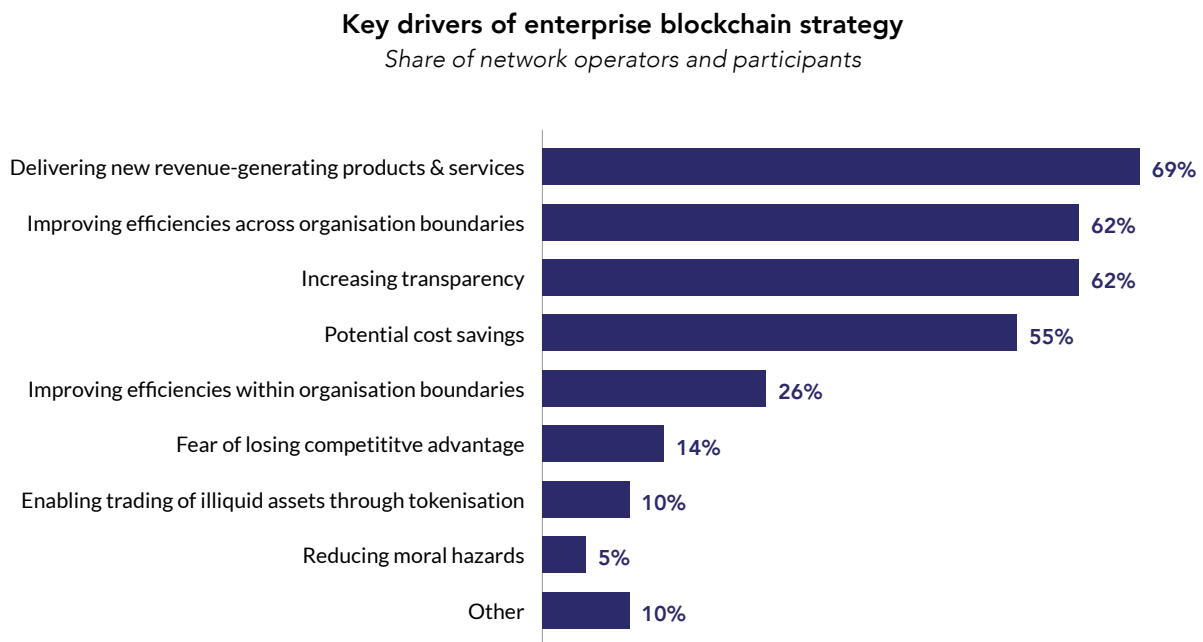 Key drivers of enterprise blockchain strategy
Share of network operators and participants
Delivering new revenue-generating products & services 69%
Improving efficiencies across organisation boundaries 62%
Increasing transparency 62%
Potential cost savings 55%
Improving efficiencies within organisation boundaries 26%
Fear of losing competititve advantage 14%
Enabling trading of illiquid assets through tokenisation 10%
Reducing moral hazards 5%
Other 10%